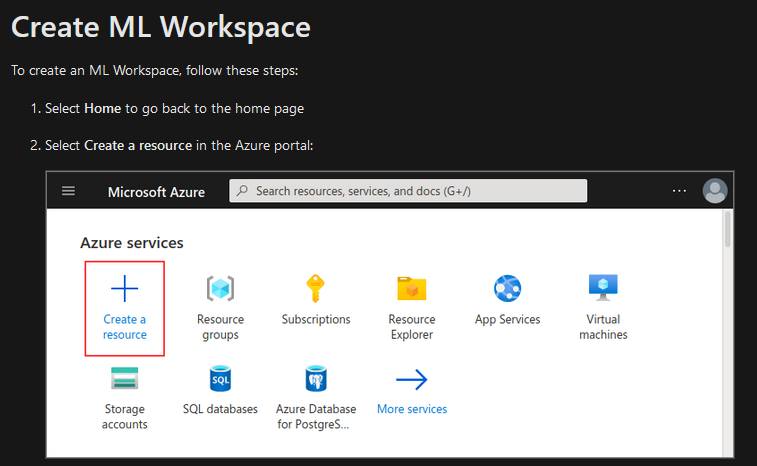 Create ML Workspace
To create an ML Workspace, follow these steps:
1. Select Home to go back to the home page
2. Select Create a resource in the Azure portal:
Microsoft Azure
Search resources, services, and docs (G+/)
...
Azure services
Create a
resource
Resource
groups
Subscriptions
Resource
Explorer
App Services
Virtual
machines
Storage
accounts
SQL
SQL databases
Azure Database
for PostgreS...
More services